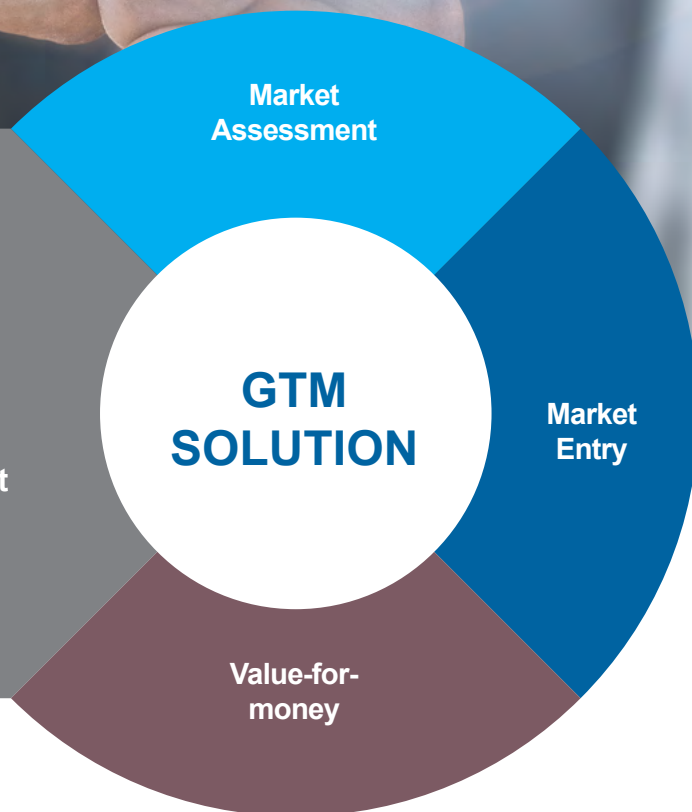 Market
Assessment
GTM
SOLUTION
Market
Entry
Value-for-
money